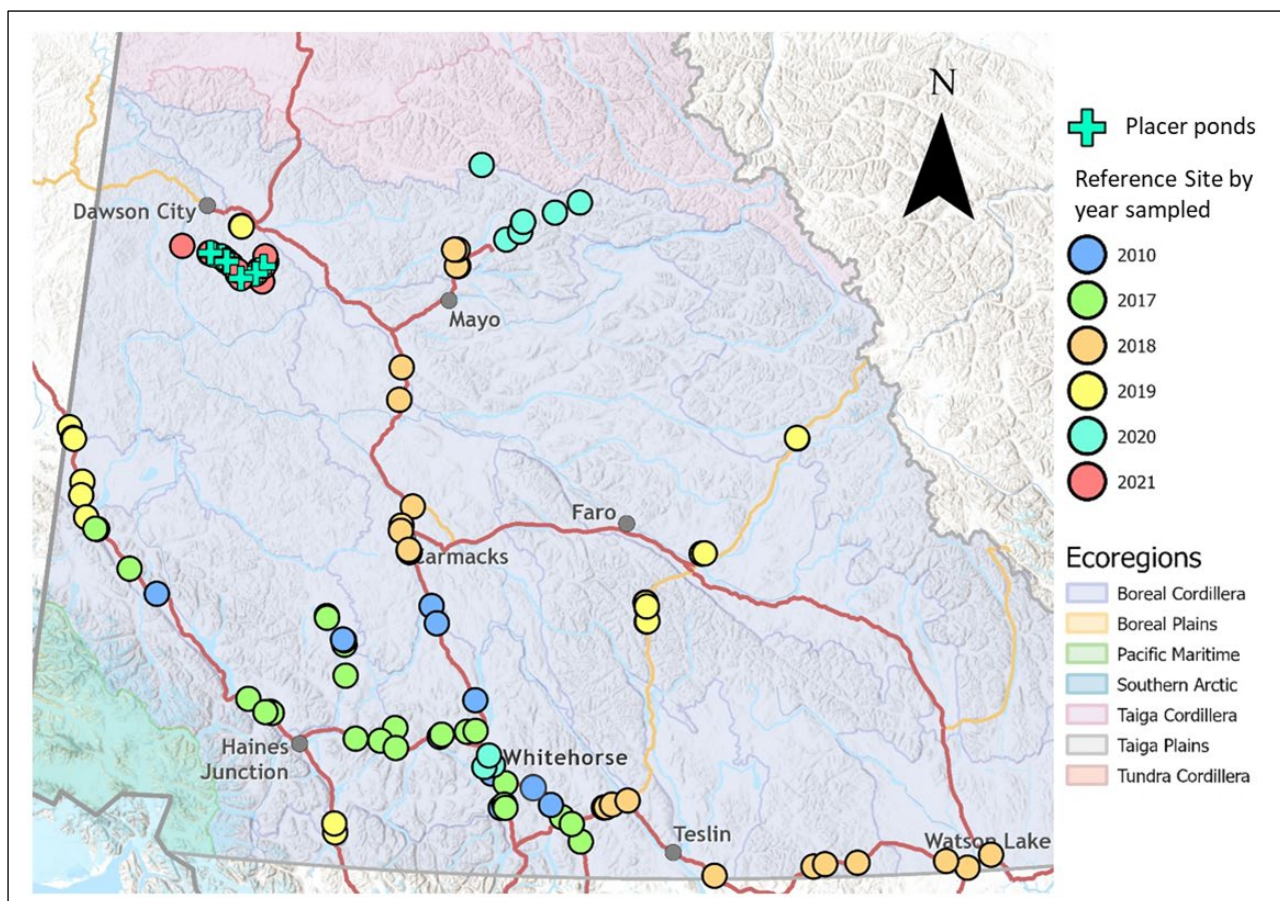 N
Dawson City
Mayo
Faro
Carmacks
Haines
Junction
Whitehorse
Teslin
Watson Lake
Placer ponds
Reference Site by
year sampled
2010
2017
2018
2019
2020
2021
Ecoregions
Boreal Cordillera
Boreal Plains
Pacific Maritime
Southern Arctic
Taiga Cordillera
Taiga Plains
Tundra Cordillera